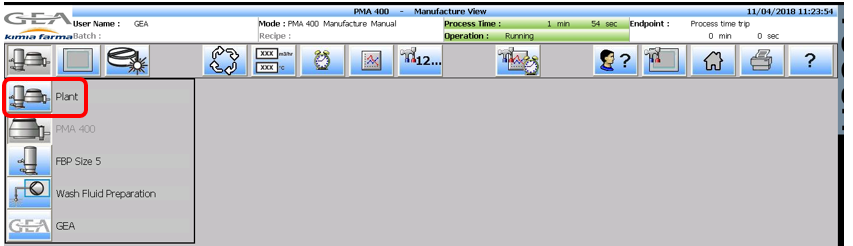 PMA 400 - Manufacture View 11/04/2018 11:23:54
GEA User Name : GEA Mode : PMA 400 Manufacture Manual Process Time : 1 min 54 sec Endpoint : Process time trip
kimia farma Batch : Recipe : Operation : Running 0 min 0 sec
XXX m3/hr
XXX °C
12...
?
?
Plant
PMA 400
FBP Size 5
Wash Fluid Preparation
GEA GEA